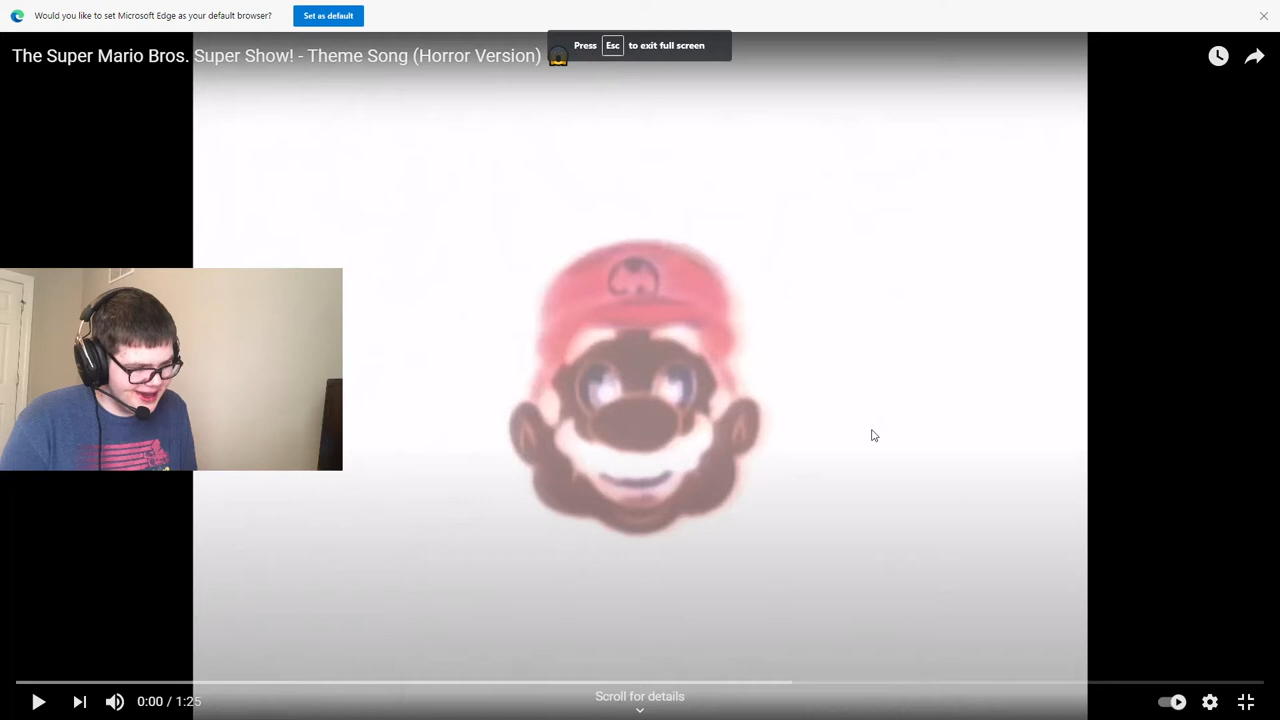 Would you like to set Microsoft Edge as your default browser? Set as default
Press Esc to exit full screen
The Super Mario Bros. Super Show! - Theme Song (Horror Version) 😱
M
0:00 / 1:25
Scroll for details